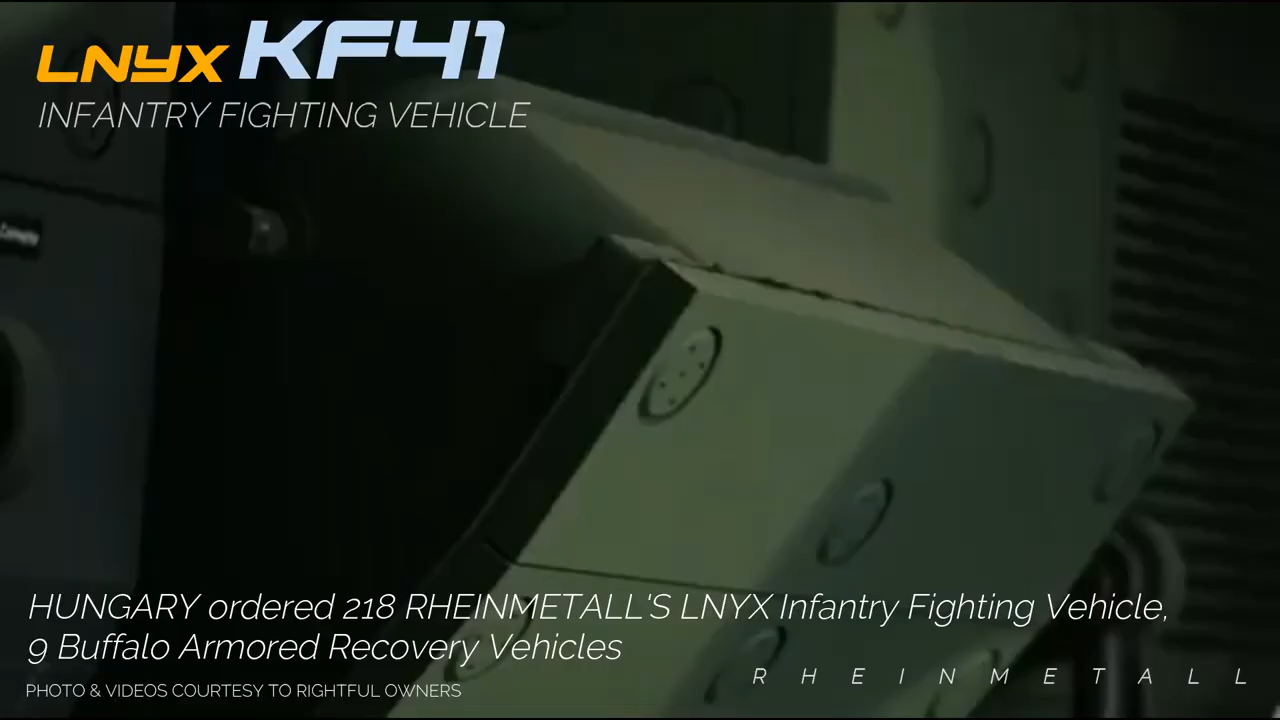 LNYX KF41
INFANTRY FIGHTING VEHICLE
HUNGARY ordered 218 RHEINMETALL'S LNYX Infantry Fighting Vehicle,
9 Buffalo Armored Recovery Vehicles
RHEINMETALL
PHOTO & VIDEOS COURTESY TO RIGHTFUL OWNERS